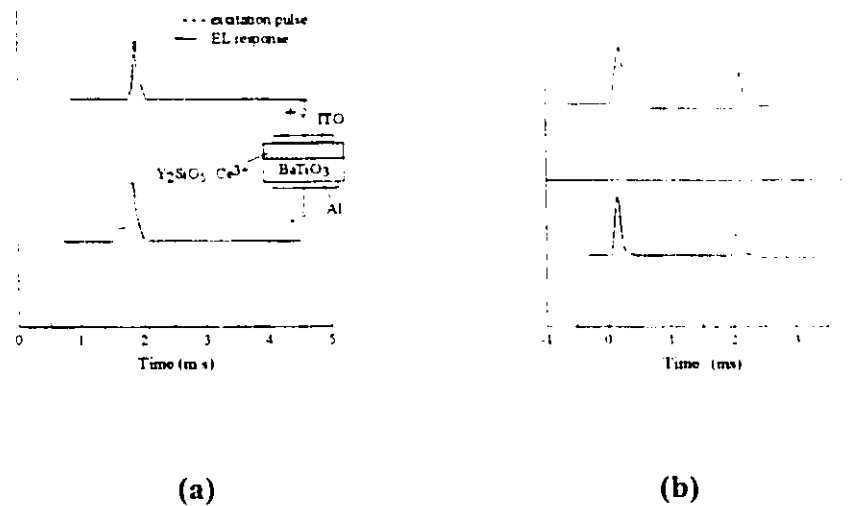 excitation pulse
EL response
+
ITO
Y2SiO5 Ce3+
BaTiO3
Al
0 1 2 3 4 5
Time (ms)
(a)
-1 0 1 2 3
Time (ms)
(b)